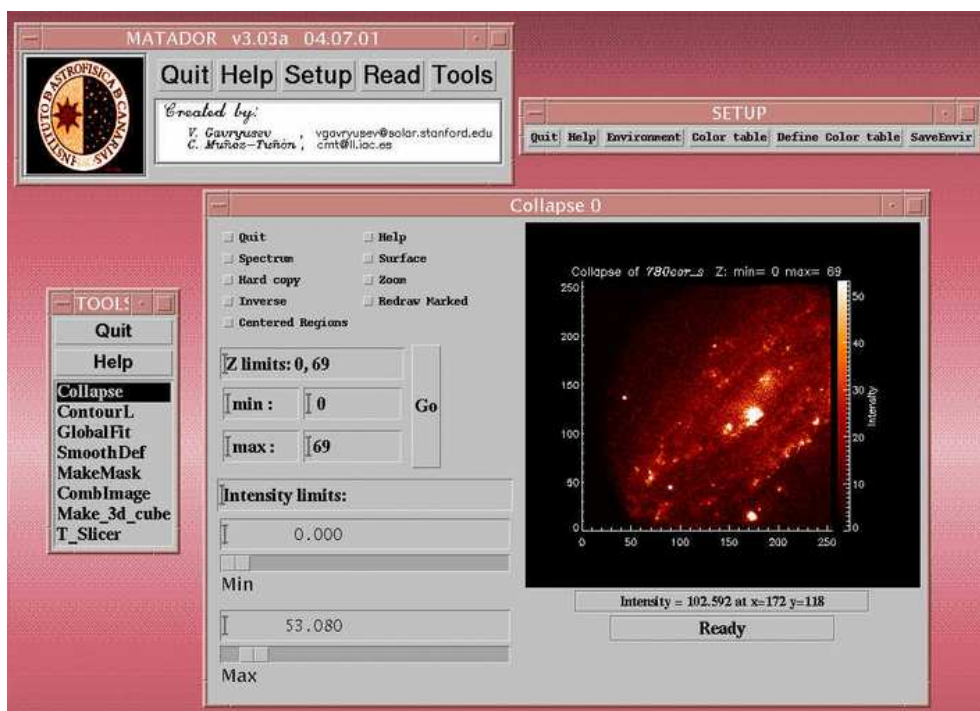 MATADOR v3.03a 04.07.01
INSTITUTO D ASTROFISICA D CANARIAS
Quit Help Setup Read Tools
Created by:
V. Gavryusev , vgavryusev@solar.stanford.edu
C. Muñoz-Tuñón , cmt@ll.iac.es
SETUP
Quit Help Environment Color table Define Color table SaveEnvir
TOOLS
Quit
Help
Collapse
ContourL
GlobalFit
SmoothDef
MakeMask
CombImage
Make_3d_cube
T_Slicer
Collapse 0
Quit Help
Spectrum Surface
Hard copy Zoom
Inverse Redraw Marked
Centered Regions
Z limits: 0, 69
min : 0
Go
max : 69
Intensity limits:
0.000
Min
53.080
Max
Collapse of 780cor_s Z: min= 0 max= 69
250
200
150
100
50
0
0 50 100 150 200 250
50
40
30
20
10
0
Intensity
Intensity = 102.592 at x=172 y=118
Ready